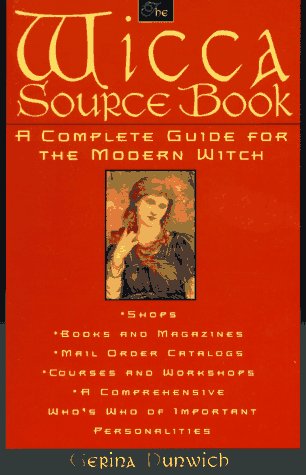 The
Wicca
Source Book
A Complete Guide for
the Modern Witch
•Shops
•Books and Magazines
•Mail Order Catalogs
•Courses and Workshops
•A Comprehensive
Who's Who of Important
Personalities
Gerina Dunwich